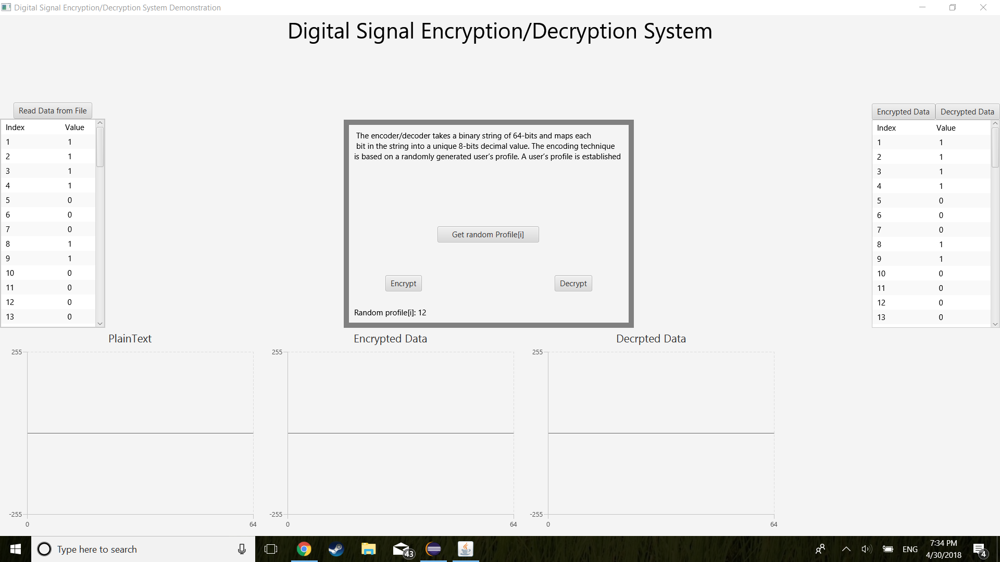 Digital Signal Encryption/Decryption System Demonstration
Digital Signal Encryption/Decryption System
Read Data from File
Index Value
1 1
2 1
3 1
4 1
5 0
6 0
7 0
8 1
9 1
10 0
11 0
12 0
13 0
The encoder/decoder takes a binary string of 64-bits and maps each
bit in the string into a unique 8-bits decimal value. The encoding technique
is based on a randomly generated user’s profile. A user’s profile is established
Get random Profile[i]
Encrypt Decrypt
Random profile[i]: 12
Encrypted Data Decrypted Data
Index Value
1 1
2 1
3 1
4 1
5 0
6 0
7 0
8 1
9 1
10 0
11 0
12 0
13 0
PlainText
255
-255
0 64
Encrypted Data
255
-255
0 64
Decrpted Data
255
-255
0 64
Type here to search
43
ENG
7:34 PM
4/30/2018
4